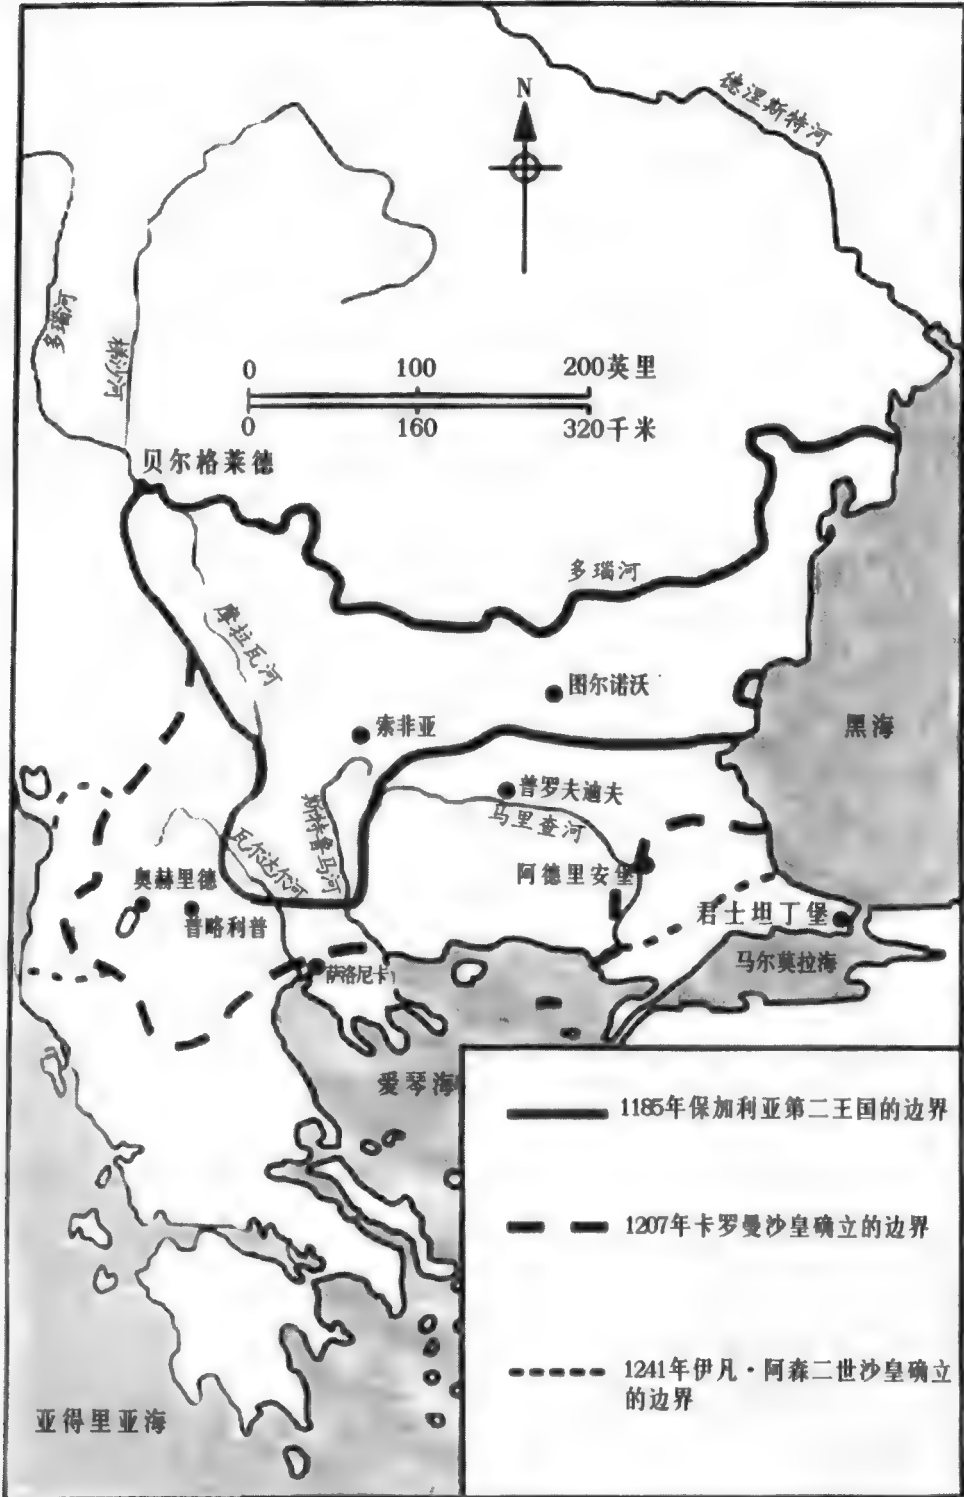 N
德涅斯特河
多瑙河
梯沙河
0 100 200英里
0 160 320千米
贝尔格莱德
多瑙河
摩拉瓦河
图尔诺沃
索非亚
黑海
普罗夫迪夫
斯特鲁马河
马里查河
瓦尔达尔河
阿德里安堡
奥赫里德
普略利普
君士坦丁堡
萨洛尼卡
马尔莫拉海
爱琴海
1185年保加利亚第二王国的边界
1207年卡罗曼沙皇确立的边界
1241年伊凡·阿森二世沙皇确立
的边界
亚得里亚海